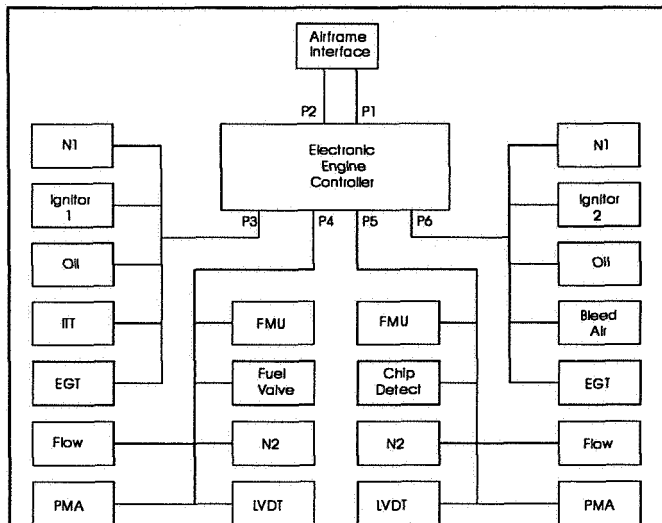 Airframe
Interface
P2
P1
N1
Electronic
Engine
Controller
N1
Ignitor
1
Ignitor
2
P3
P4
P5
P6
Oil
Oil
ITT
FMU
FMU
Bleed
Air
EGT
Fuel
Valve
Chip
Detect
EGT
Flow
N2
N2
Flow
PMA
LVDT
LVDT
PMA